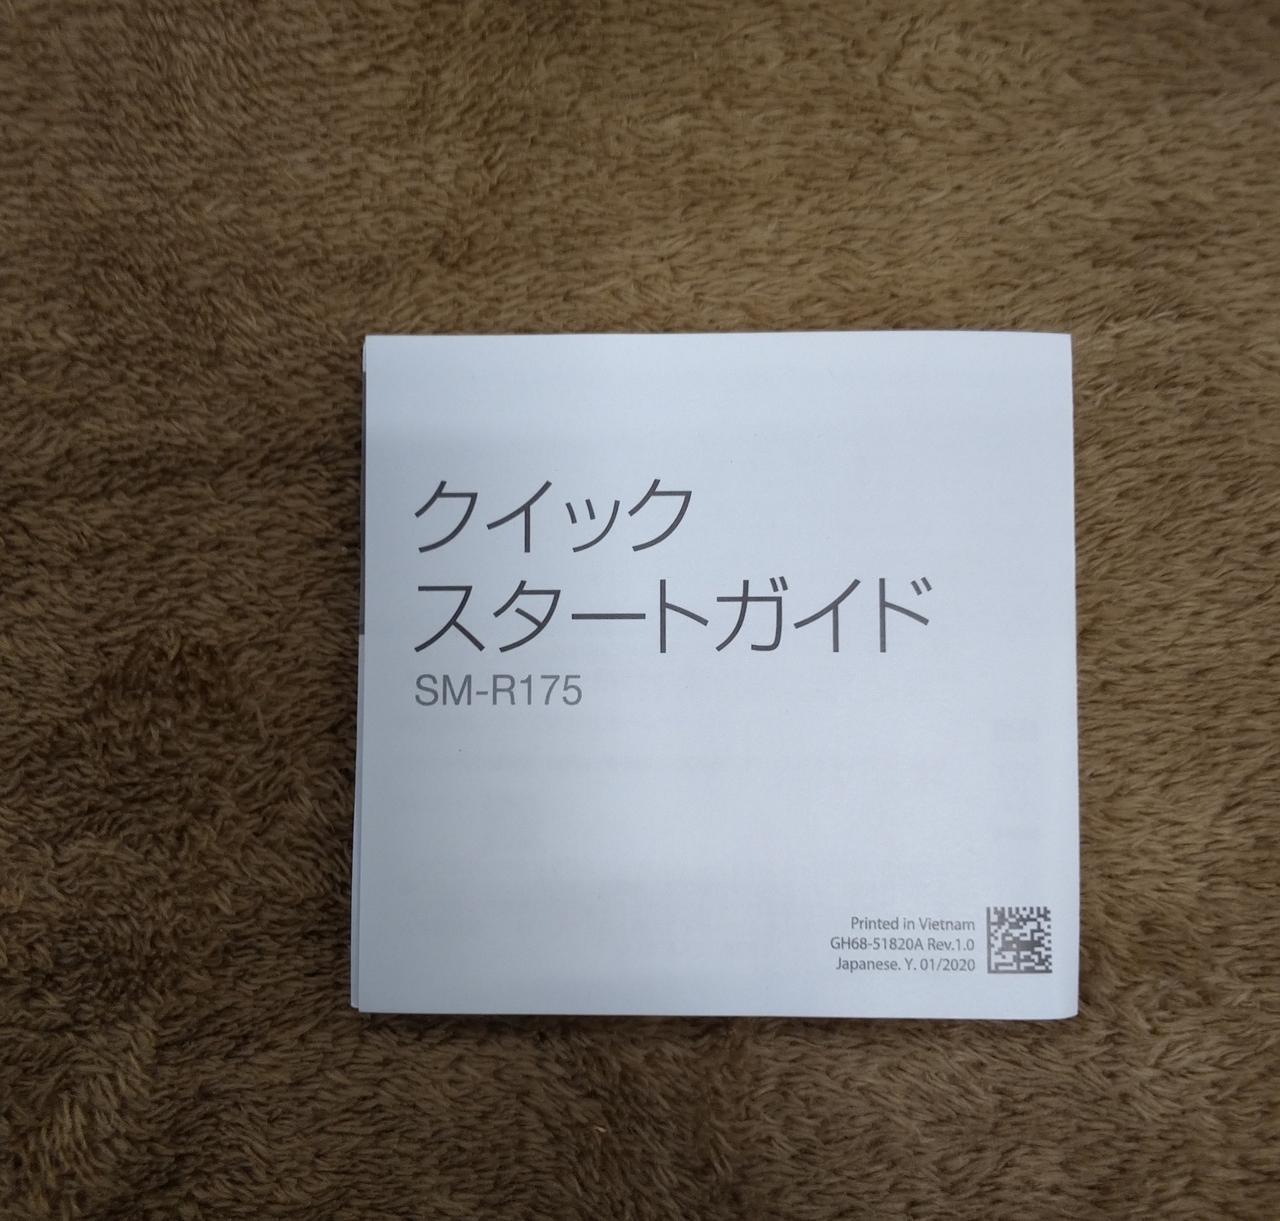 クイック
スタートガイド
SM-R175
Printed in Vietnam
GH68-51820A Rev.1.0
Japanese. Y. 01/2020